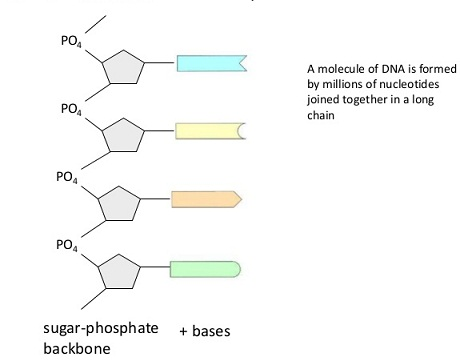 PO4
PO4
PO4
PO4
A molecule of DNA is formed
by millions of nucleotides
joined together in a long
chain
sugar-phosphate
backbone
+ bases